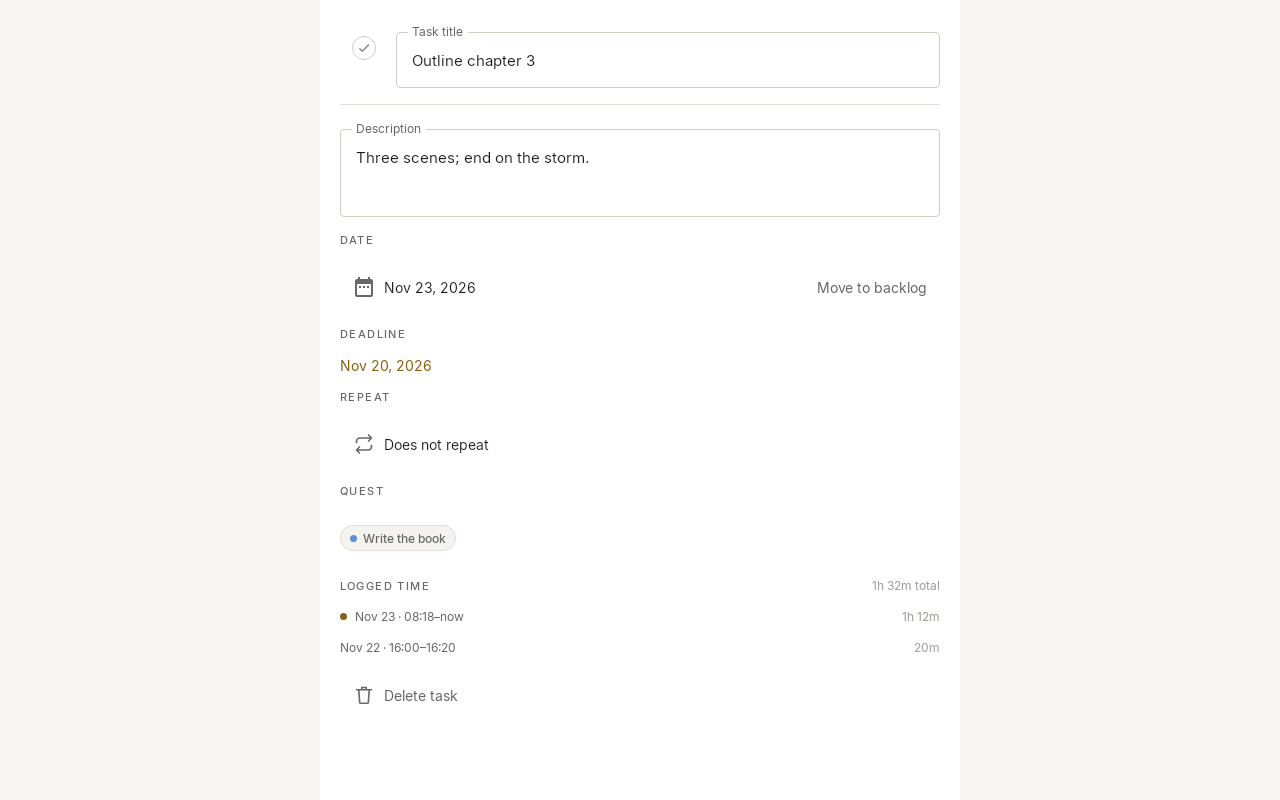 Task title
Outline chapter 3
Description
Three scenes; end on the storm.
DATE
Nov 23, 2026
Move to backlog
DEADLINE
Nov 20, 2026
REPEAT
Does not repeat
QUEST
Write the book
LOGGED TIME
1h 32m total
Nov 23 · 08:18–now
1h 12m
Nov 22 · 16:00–16:20
20m
Delete task